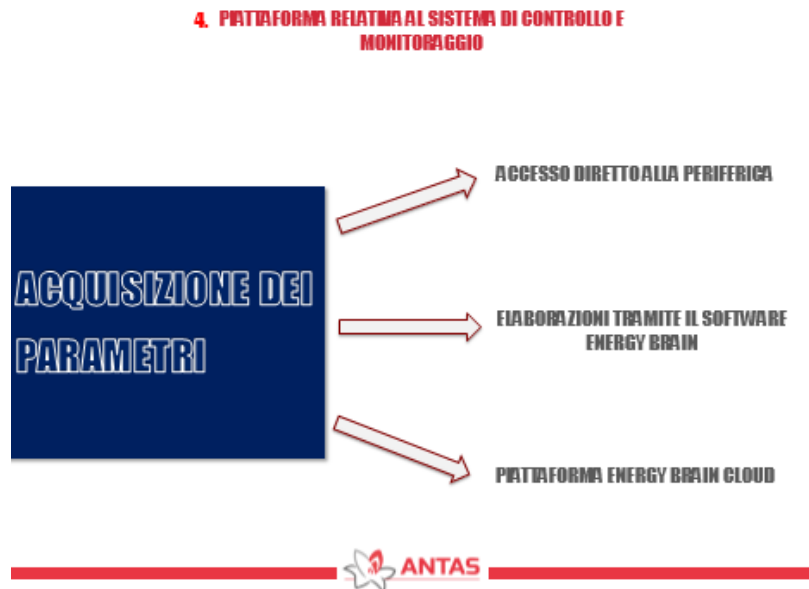 4. PIATTAFORMA RELATIVA AL SISTEMA DI CONTROLLO E
MONITORAGGIO
ACCESSO DIRETTO ALLA PERIFERICA
ACQUISIZIONE DEI
PARAMETRI
ELABORAZIONI TRAMITE IL SOFTWARE
ENERGY BRAIN
PIATTAFORMA ENERGY BRAIN CLOUD
ANTAS